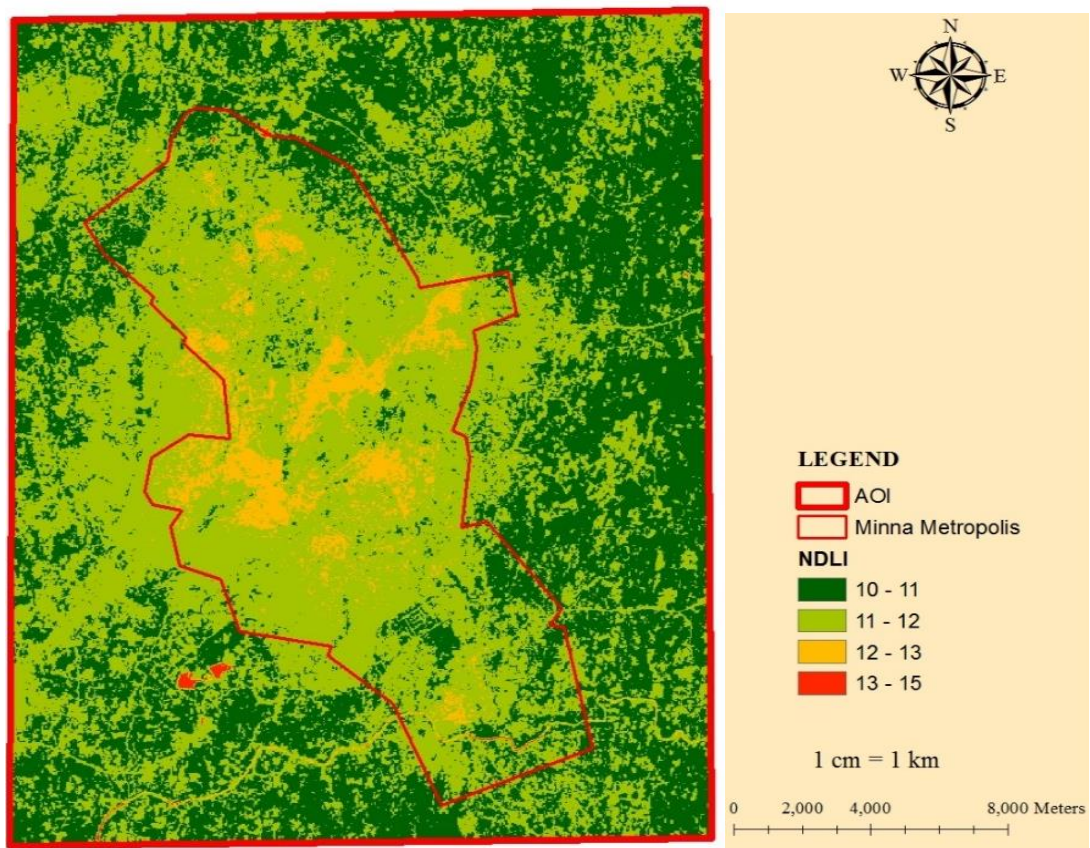 N
W E
S
LEGEND
AOI
Minna Metropolis
NDLI
10 - 11
11 - 12
12 - 13
13 - 15
1 cm = 1 km
0 2,000 4,000 8,000 Meters